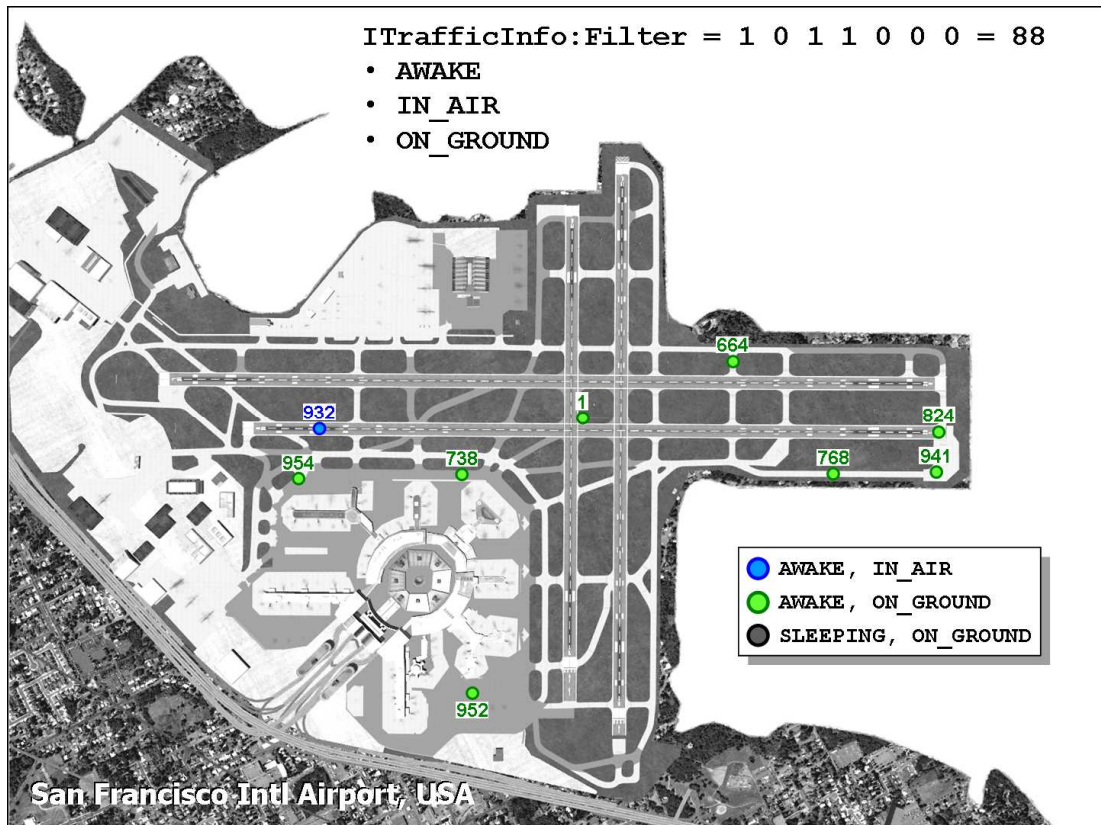 ITrafficInfo:Filter = 1 0 1 1 0 0 0 = 88
• AWAKE
• IN_AIR
• ON_GROUND
664
1
932
824
954
738
768
941
AWAKE, IN_AIR
AWAKE, ON_GROUND
SLEEPING, ON_GROUND
952
San Francisco Intl Airport, USA